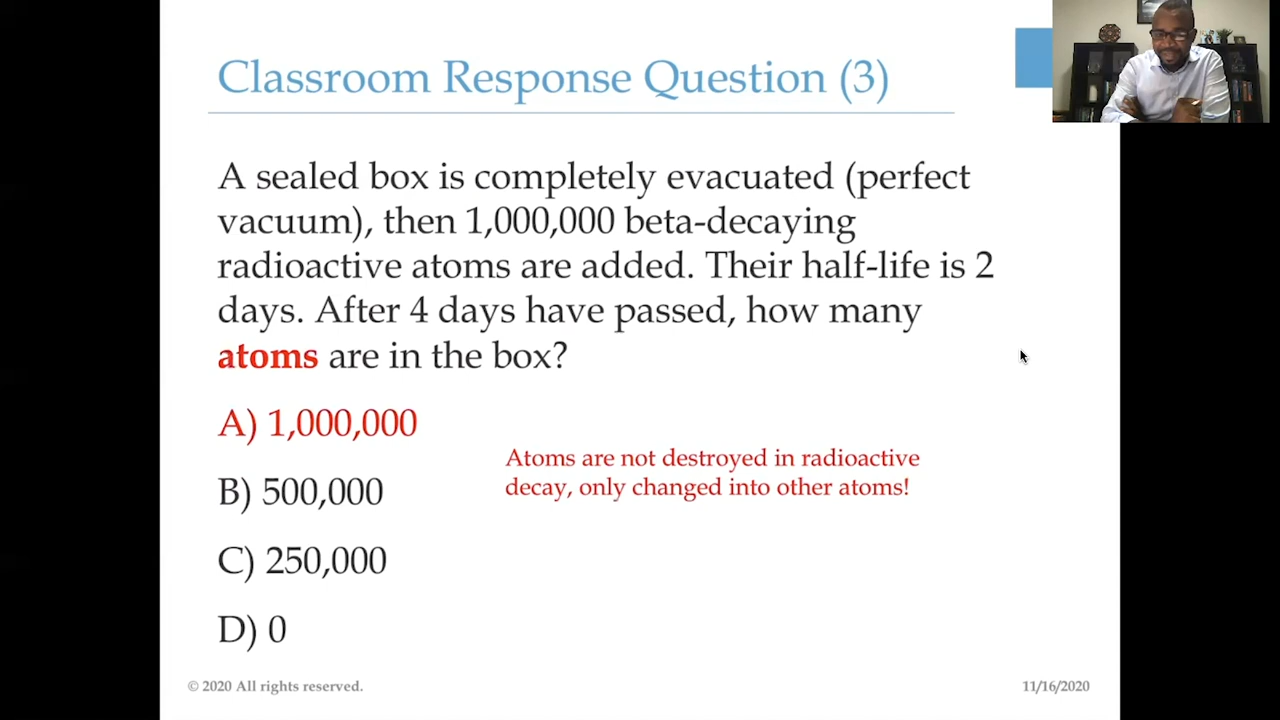 Classroom Response Question (3)
A sealed box is completely evacuated (perfect
vacuum), then 1,000,000 beta-decaying
radioactive atoms are added. Their half-life is 2
days. After 4 days have passed, how many
atoms are in the box?
A) 1,000,000
Atoms are not destroyed in radioactive
decay, only changed into other atoms!
B) 500,000
C) 250,000
D) 0
© 2020 All rights reserved.
11/16/2020